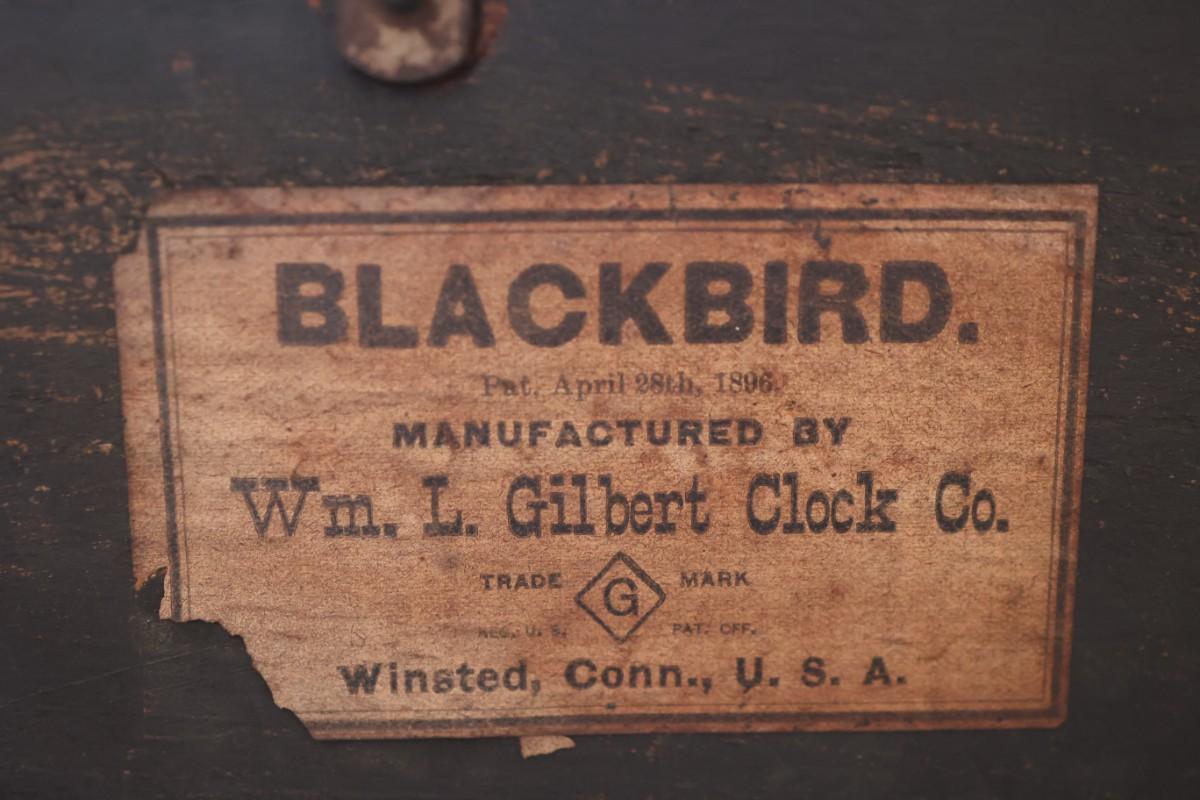 BLACKBIRD.
Pat. April 28th, 1896.
MANUFACTURED BY
Wm. L. Gilbert Clock Co.
TRADE G MARK
REG. U. S. PAT. OFF.
Winsted, Conn., U. S. A.